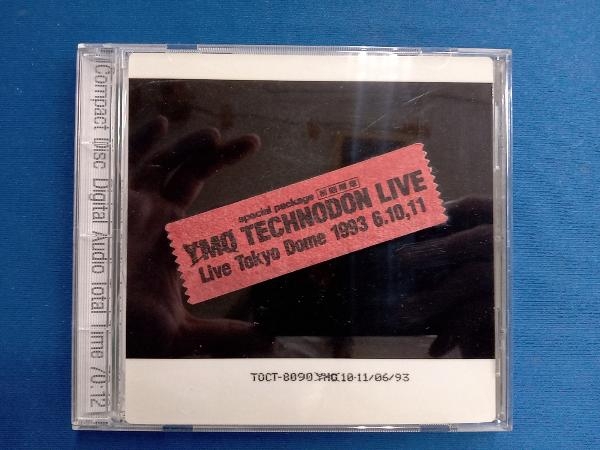 Compact Disc Digital Audio Total Time 70:12
special package 初回限定
YMO TECHNODON LIVE
Live Tokyo Dome 1993 6.10,11
TOCT-8090 YMO 10-11/06/93